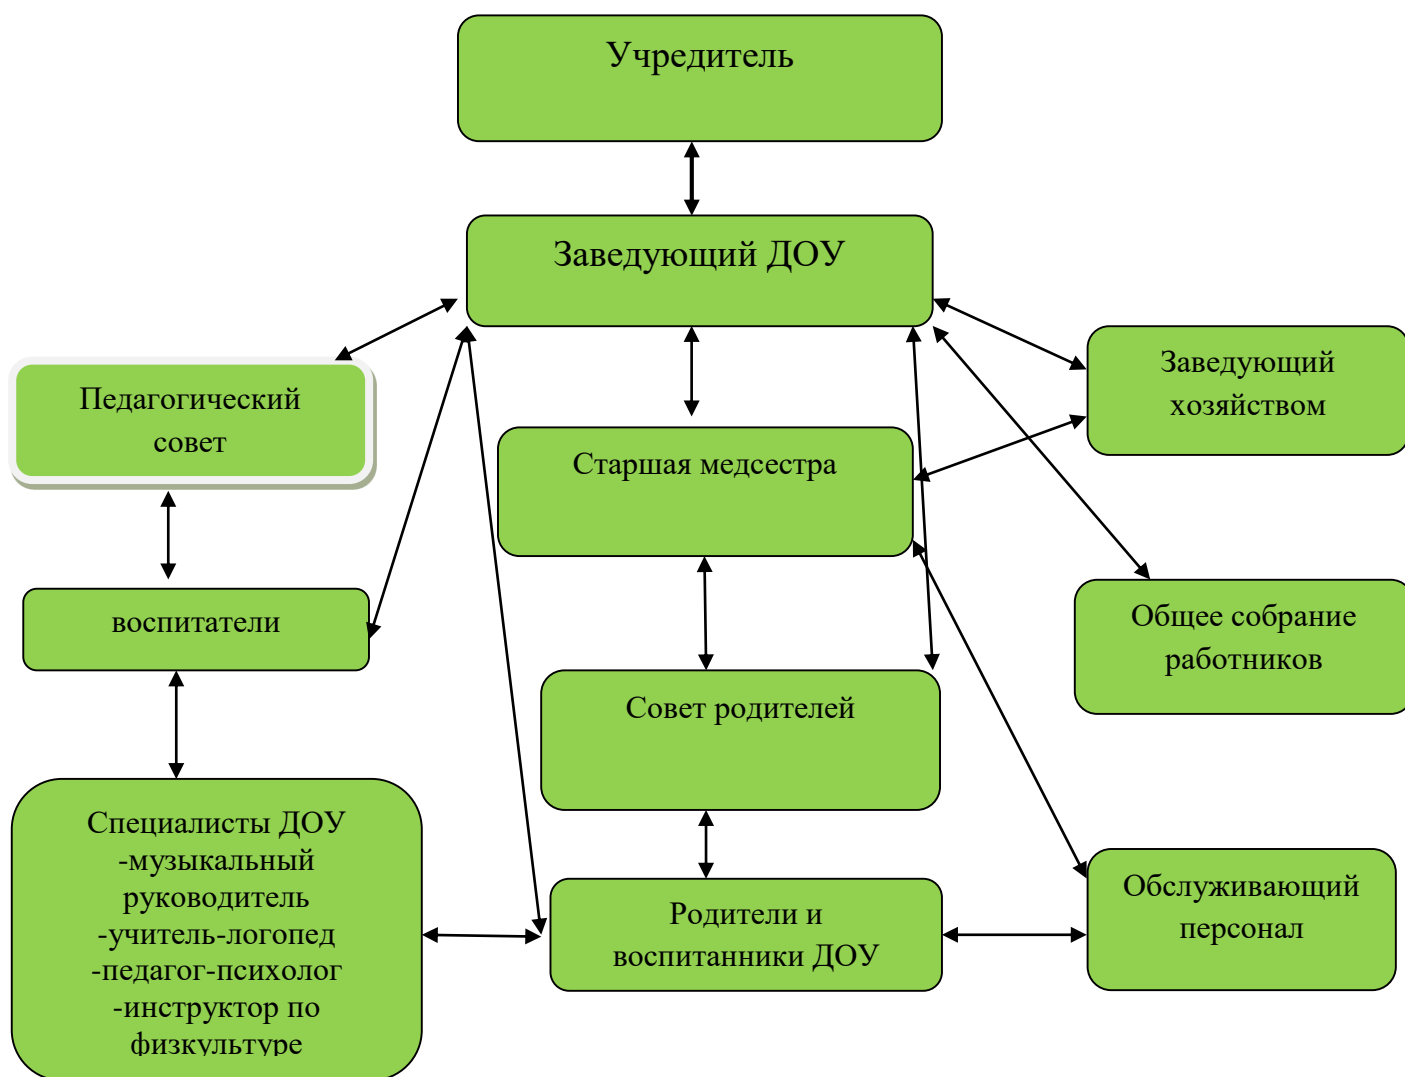 Учредитель
Заведующий ДОУ
Заведующий
хозяйством
Педагогический
совет
Старшая медсестра
воспитатели
Общее собрание
работников
Совет родителей
Специалисты ДОУ
-музыкальный
руководитель
-учитель-логопед
-педагог-психолог
-инструктор по
физкультуре
Родители и
воспитанники ДОУ
Обслуживающий
персонал